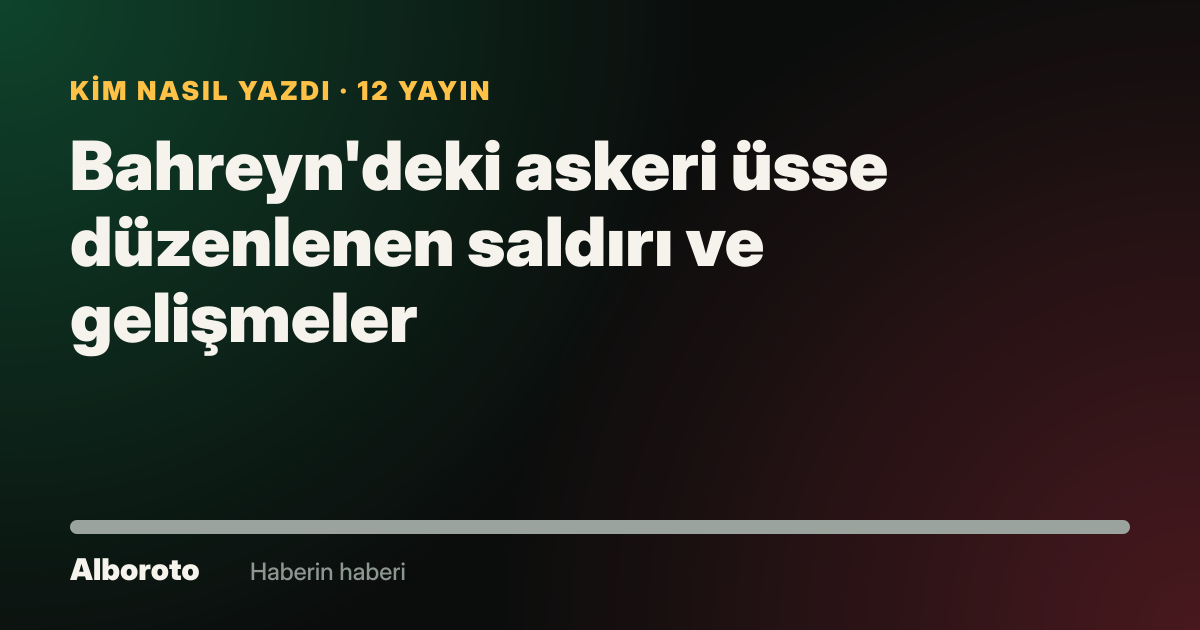 KİM NASIL YAZDI · 12 YAYIN
Bahreyn'deki askeri üsse
düzenlenen saldırı ve
gelişmeler
Alboroto
Haberin haberi